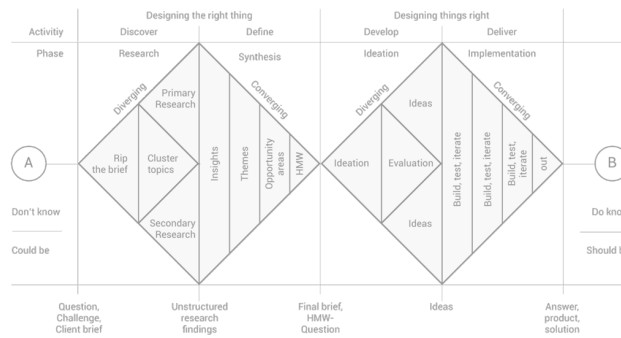 Designing the right thing
Designing things right
Activitiy
Discover
Define
Develop
Deliver
Phase
Research
Synthesis
Ideation
Implementation
Diverging
Converging
Diverging
Converging
Primary
Research
Ideas
A
Rip
the brief
Cluster
topics
Insights
Themes
Opportunity
areas
HMW
Ideation
Evaluation
Build, test, iterate
Build, test, iterate
Build, test,
iterate
out
B
Don't know
Do kno
Secondary
Research
Ideas
Could be
Should b
Question,
Challenge,
Client brief
Unstructured
research
findings
Final brief,
HMW-
Question
Ideas
Answer,
product,
solution